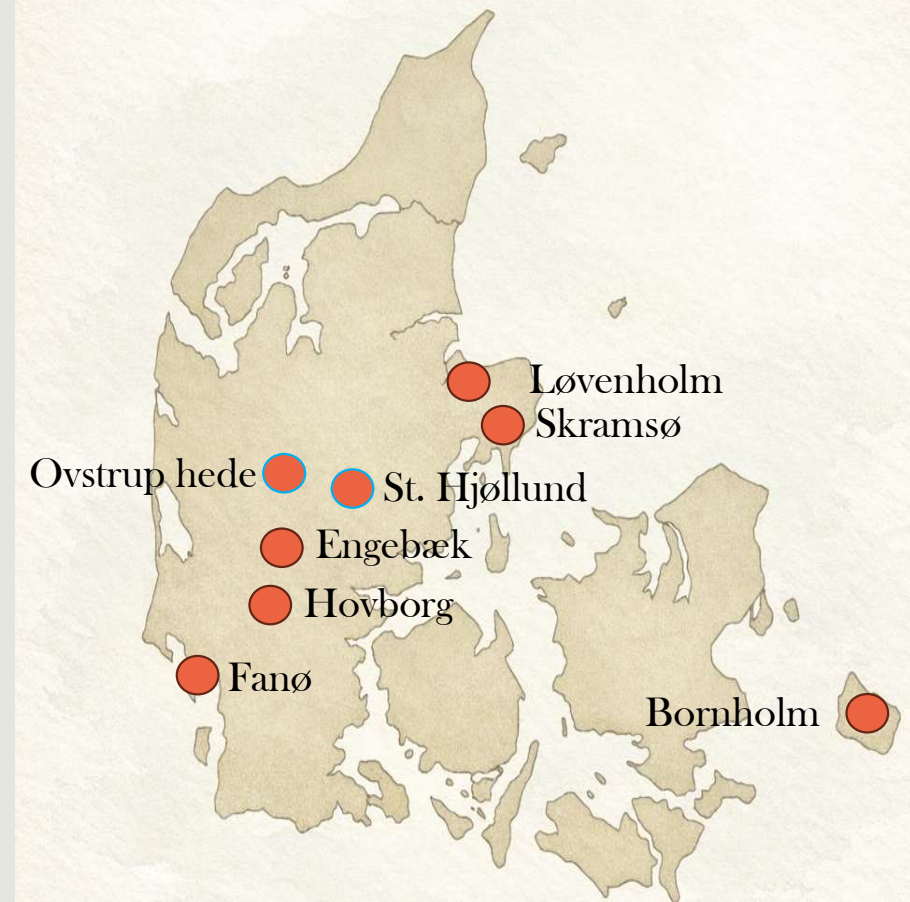 Løvenholm
Skramsø
Ovstrup hede
St. Hjøllund
Engebæk
Hovborg
Fanø
Bornholm